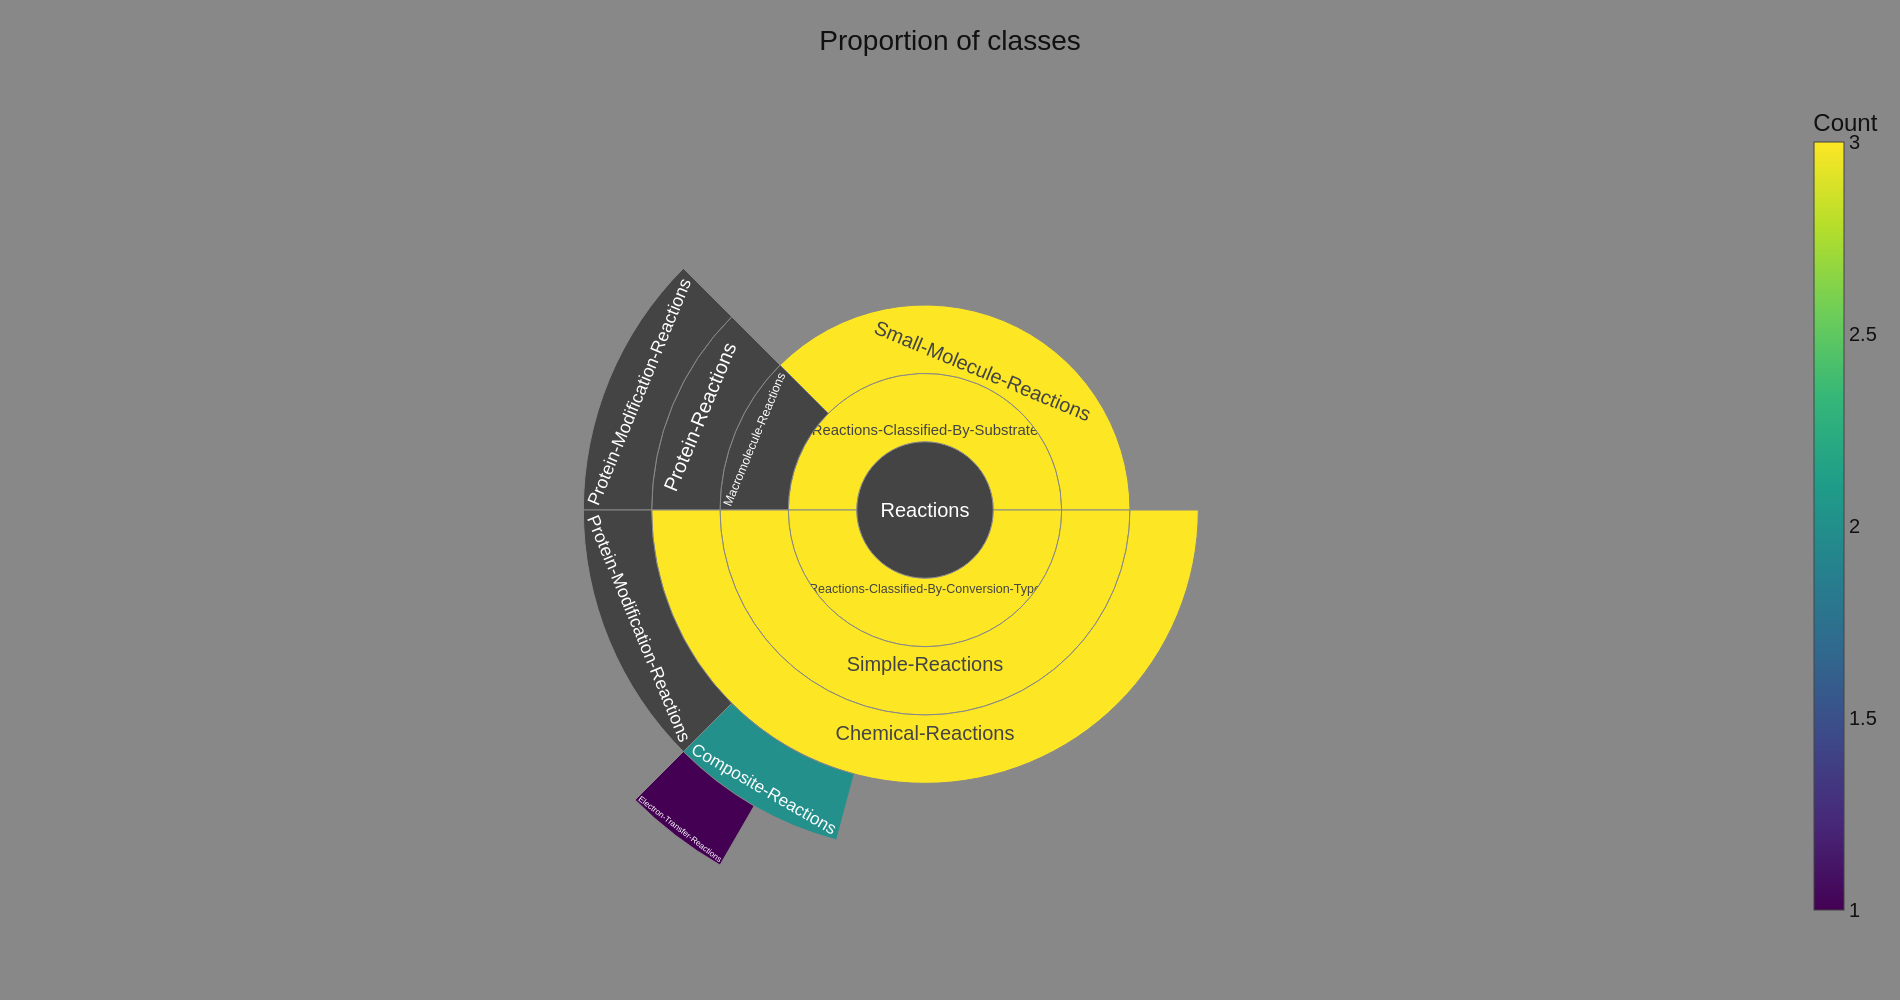 Proportion of classes
Count
3
2.5
2
1.5
1
Protein-Modification-Reactions
Protein-Reactions
Macromolecule-Reactions
Small-Molecule-Reactions
Reactions-Classified-By-Substrate
Reactions
Reactions-Classified-By-Conversion-Type
Simple-Reactions
Chemical-Reactions
Protein-Modification-Reactions
Composite-Reactions
Electron-Transfer-Reactions